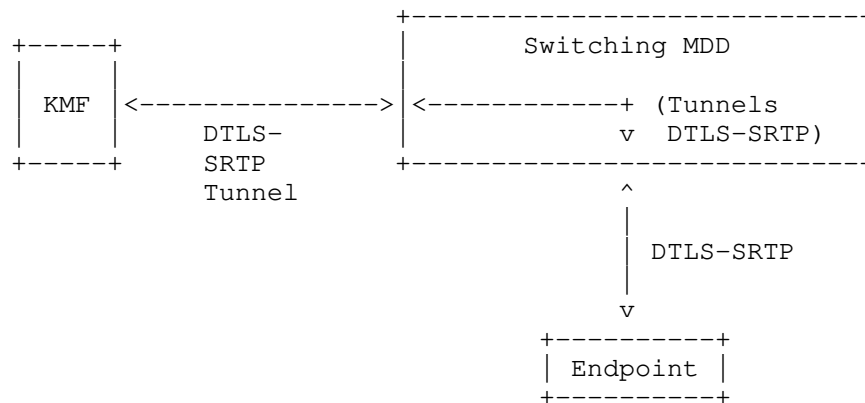 Switching MDD
KMF (Tunnels
DTLS- v DTLS-SRTP)
SRTP
Tunnel
DTLS-SRTP
v
Endpoint